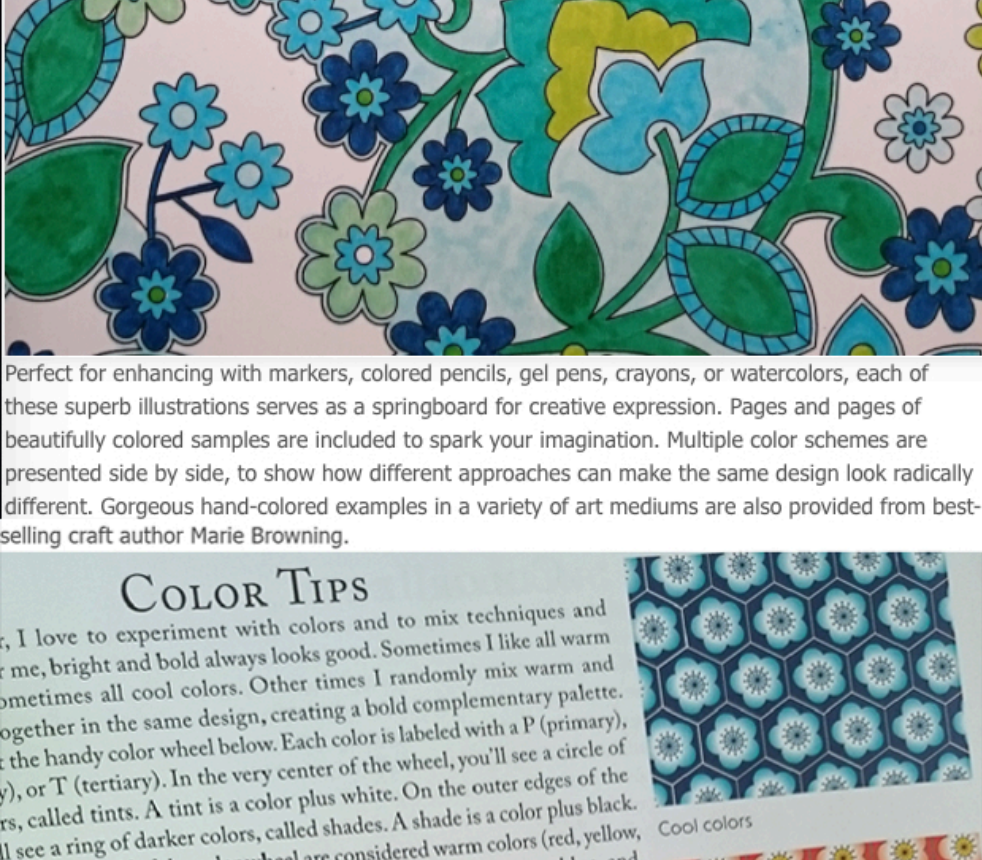 Perfect for enhancing with markers, colored pencils, gel pens, crayons, or watercolors, each of
these superb illustrations serves as a springboard for creative expression. Pages and pages of
beautifully colored samples are included to spark your imagination. Multiple color schemes are
presented side by side, to show how different approaches can make the same design look radically
different. Gorgeous hand-colored examples in a variety of art mediums are also provided from best-
selling craft author Marie Browning.
COLOR TIPS
, I love to experiment with colors and to mix techniques and
me, bright and bold always looks good. Sometimes I like all warm
ometimes all cool colors. Other times I randomly mix warm and
ogether in the same design, creating a bold complementary palette.
the handy color wheel below. Each color is labeled with a P (primary),
y), or T (tertiary). In the very center of the wheel, you'll see a circle of
rs, called tints. A tint is a color plus white. On the outer edges of the
ll see a ring of darker colors, called shades. A shade is a color plus black.
are considered warm colors (red, yellow,
Cool colors